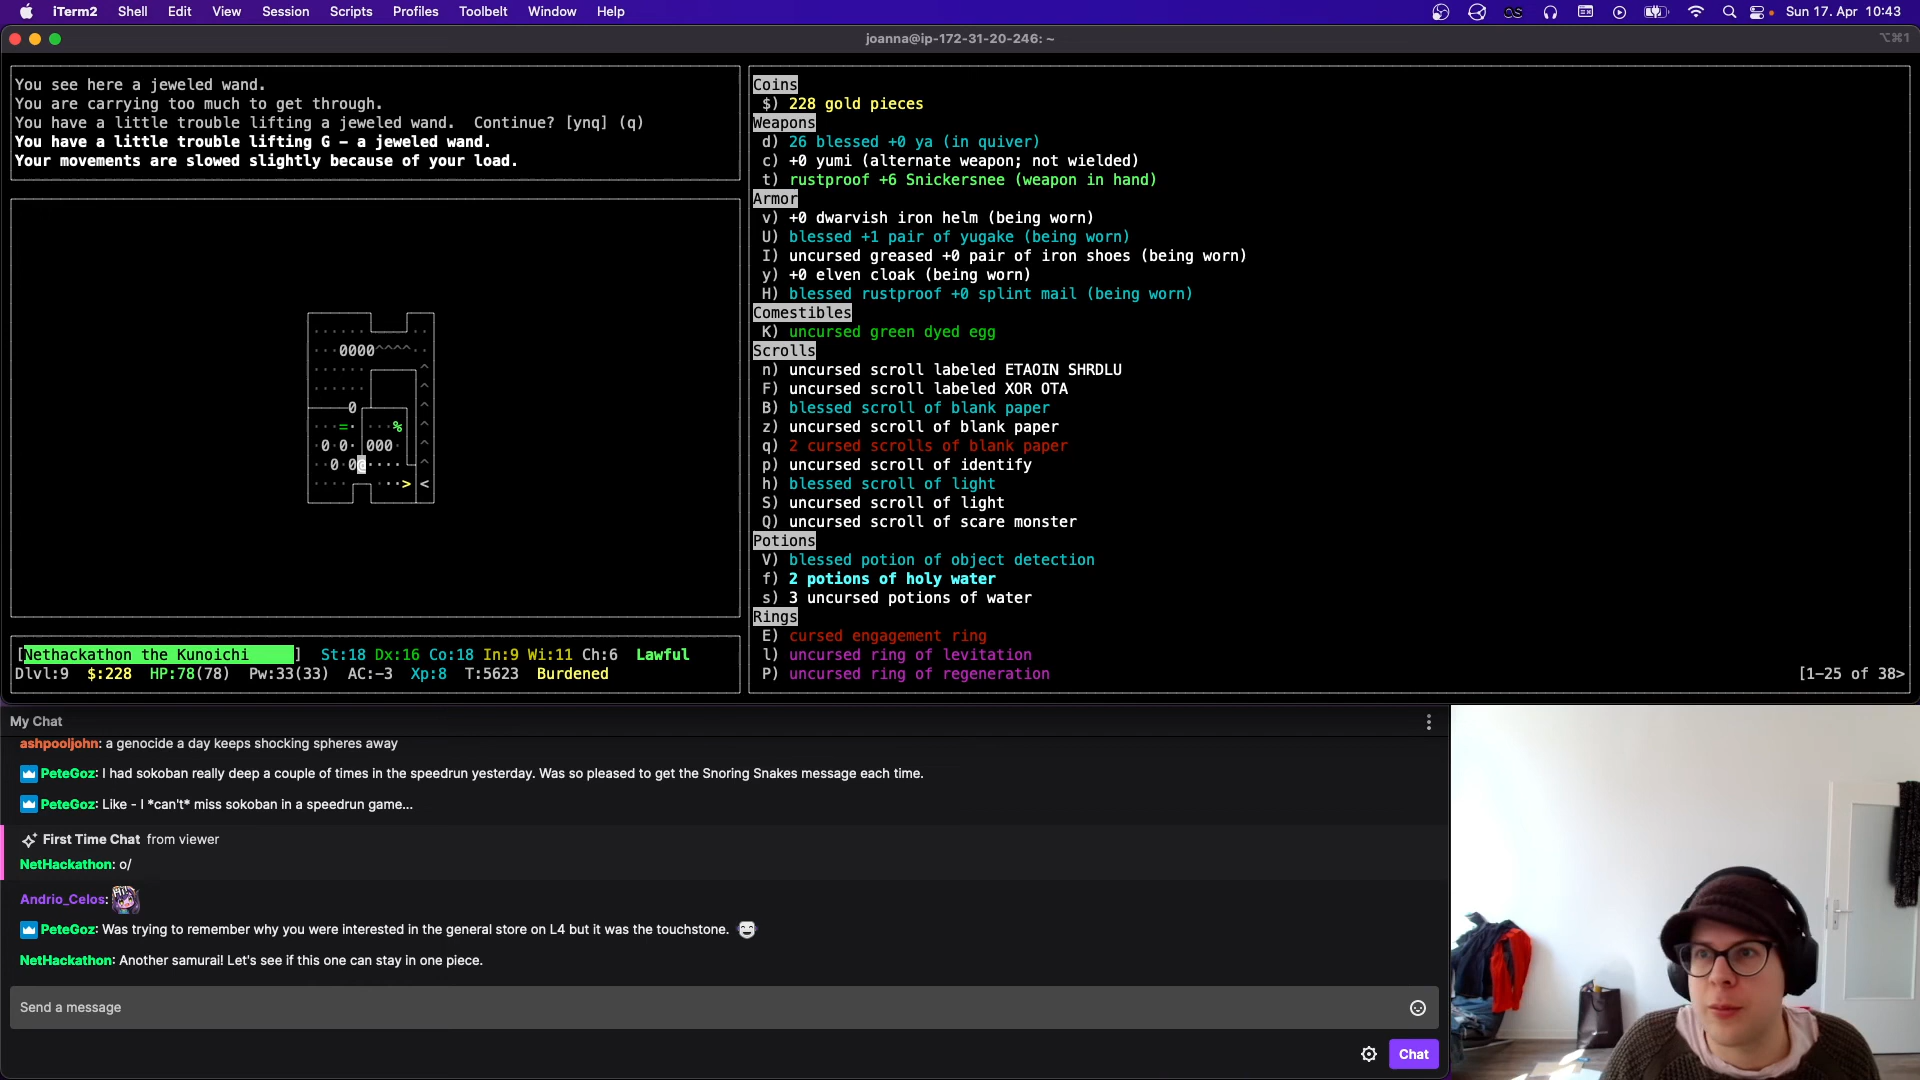 iTerm2 Shell Edit View Session Scripts Profiles Toolbelt Window Help Sun 17. Apr 10:43
joanna@ip-172-31-20-246: ~ ⌥⌘1
You see here a jeweled wand.
You are carrying too much to get through.
You have a little trouble lifting a jeweled wand.  Continue? [ynq] (q)
You have a little trouble lifting G - a jeweled wand.
Your movements are slowed slightly because of your load.
······ ··
···0000^^^^··
······ ^
······ ^
0 ^
···=· ···% ^
·0·0· 000· ^
··0·0@···· ^
···· ··> <
[Nethackathon the Kunoichi     ]  St:18 Dx:16 Co:18 In:9 Wi:11 Ch:6  Lawful
Dlvl:9  $:228  HP:78(78)  Pw:33(33)  AC:-3  Xp:8  T:5623  Burdened
Coins
$) 228 gold pieces
Weapons
d) 26 blessed +0 ya (in quiver)
c) +0 yumi (alternate weapon; not wielded)
t) rustproof +6 Snickersnee (weapon in hand)
Armor
v) +0 dwarvish iron helm (being worn)
U) blessed +1 pair of yugake (being worn)
I) uncursed greased +0 pair of iron shoes (being worn)
y) +0 elven cloak (being worn)
H) blessed rustproof +0 splint mail (being worn)
Comestibles
K) uncursed green dyed egg
Scrolls
n) uncursed scroll labeled ETAOIN SHRDLU
F) uncursed scroll labeled XOR OTA
B) blessed scroll of blank paper
z) uncursed scroll of blank paper
q) 2 cursed scrolls of blank paper
p) uncursed scroll of identify
h) blessed scroll of light
S) uncursed scroll of light
Q) uncursed scroll of scare monster
Potions
V) blessed potion of object detection
f) 2 potions of holy water
s) 3 uncursed potions of water
Rings
E) cursed engagement ring
l) uncursed ring of levitation
P) uncursed ring of regeneration [1-25 of 38>
My Chat
ashpooljohn: a genocide a day keeps shocking spheres away
PeteGoz: I had sokoban really deep a couple of times in the speedrun yesterday. Was so pleased to get the Snoring Snakes message each time.
PeteGoz: Like - I *can't* miss sokoban in a speedrun game...
First Time Chat from viewer
NetHackathon: o/
Andrio_Celos:
PeteGoz: Was trying to remember why you were interested in the general store on L4 but it was the touchstone.
NetHackathon: Another samurai! Let's see if this one can stay in one piece.
Send a message
Chat